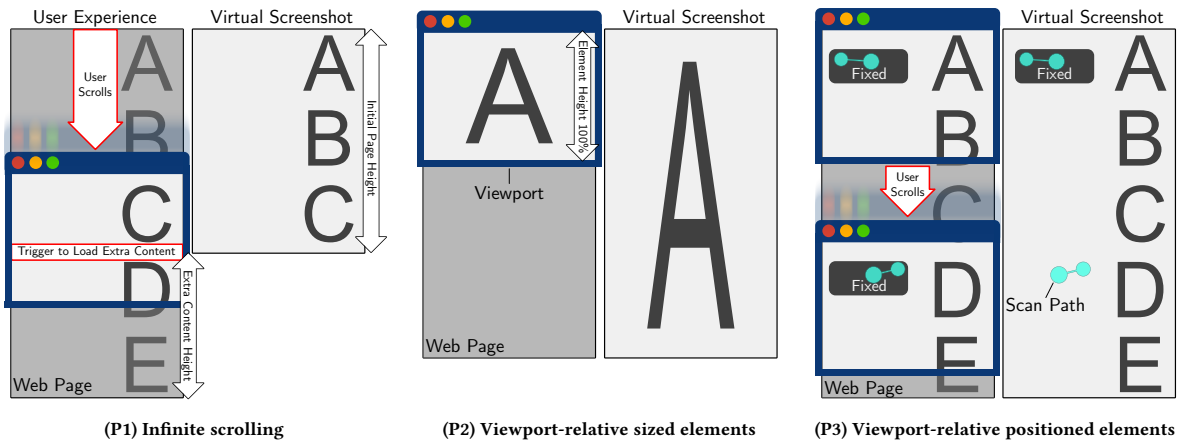 User Experience
Virtual Screenshot
A
B
C
D
E
User
Scrolls
Trigger to Load Extra Content
Web Page
A
B
C
Initial Page Height
Extra Content Height
(P1) Infinite scrolling
Virtual Screenshot
A
Element Height 100%
Viewport
Web Page
A
(P2) Viewport-relative sized elements
Virtual Screenshot
Fixed
A
B
User
Scrolls
C
Fixed
D
E
Web Page
Fixed
A
B
C
D
E
Scan Path
(P3) Viewport-relative positioned elements